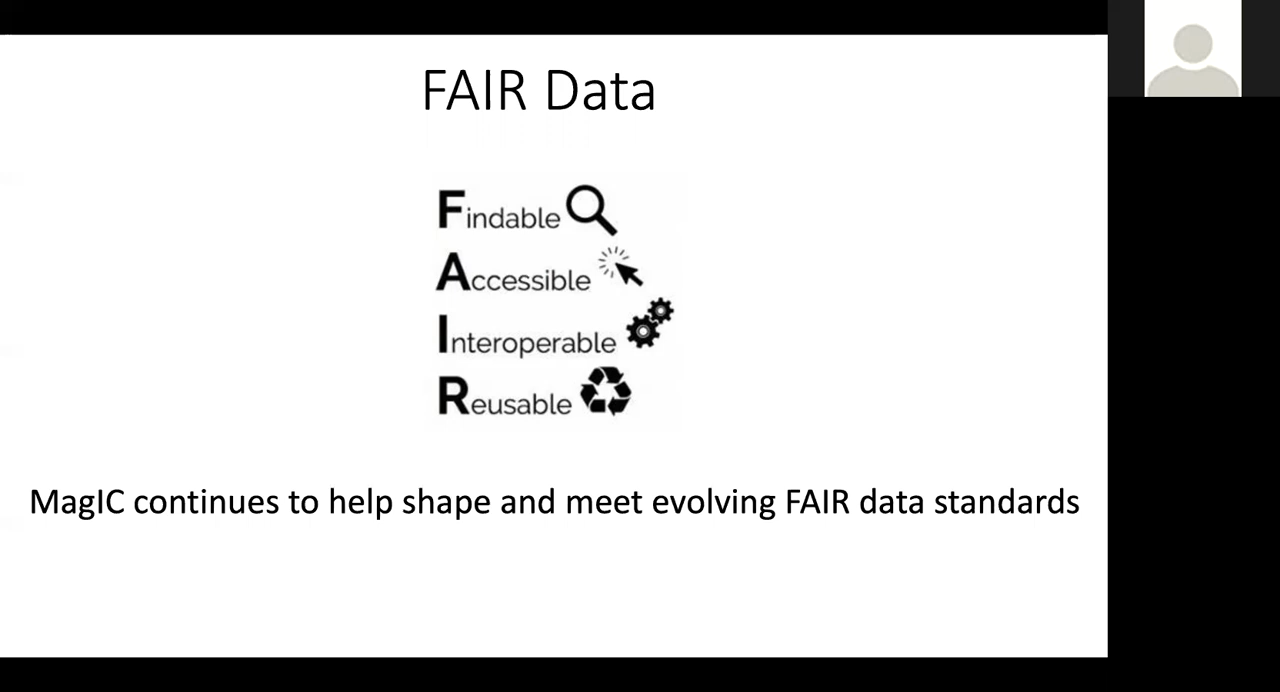 FAIR Data
Findable
Accessible
Interoperable
Reusable
MagIC continues to help shape and meet evolving FAIR data standards